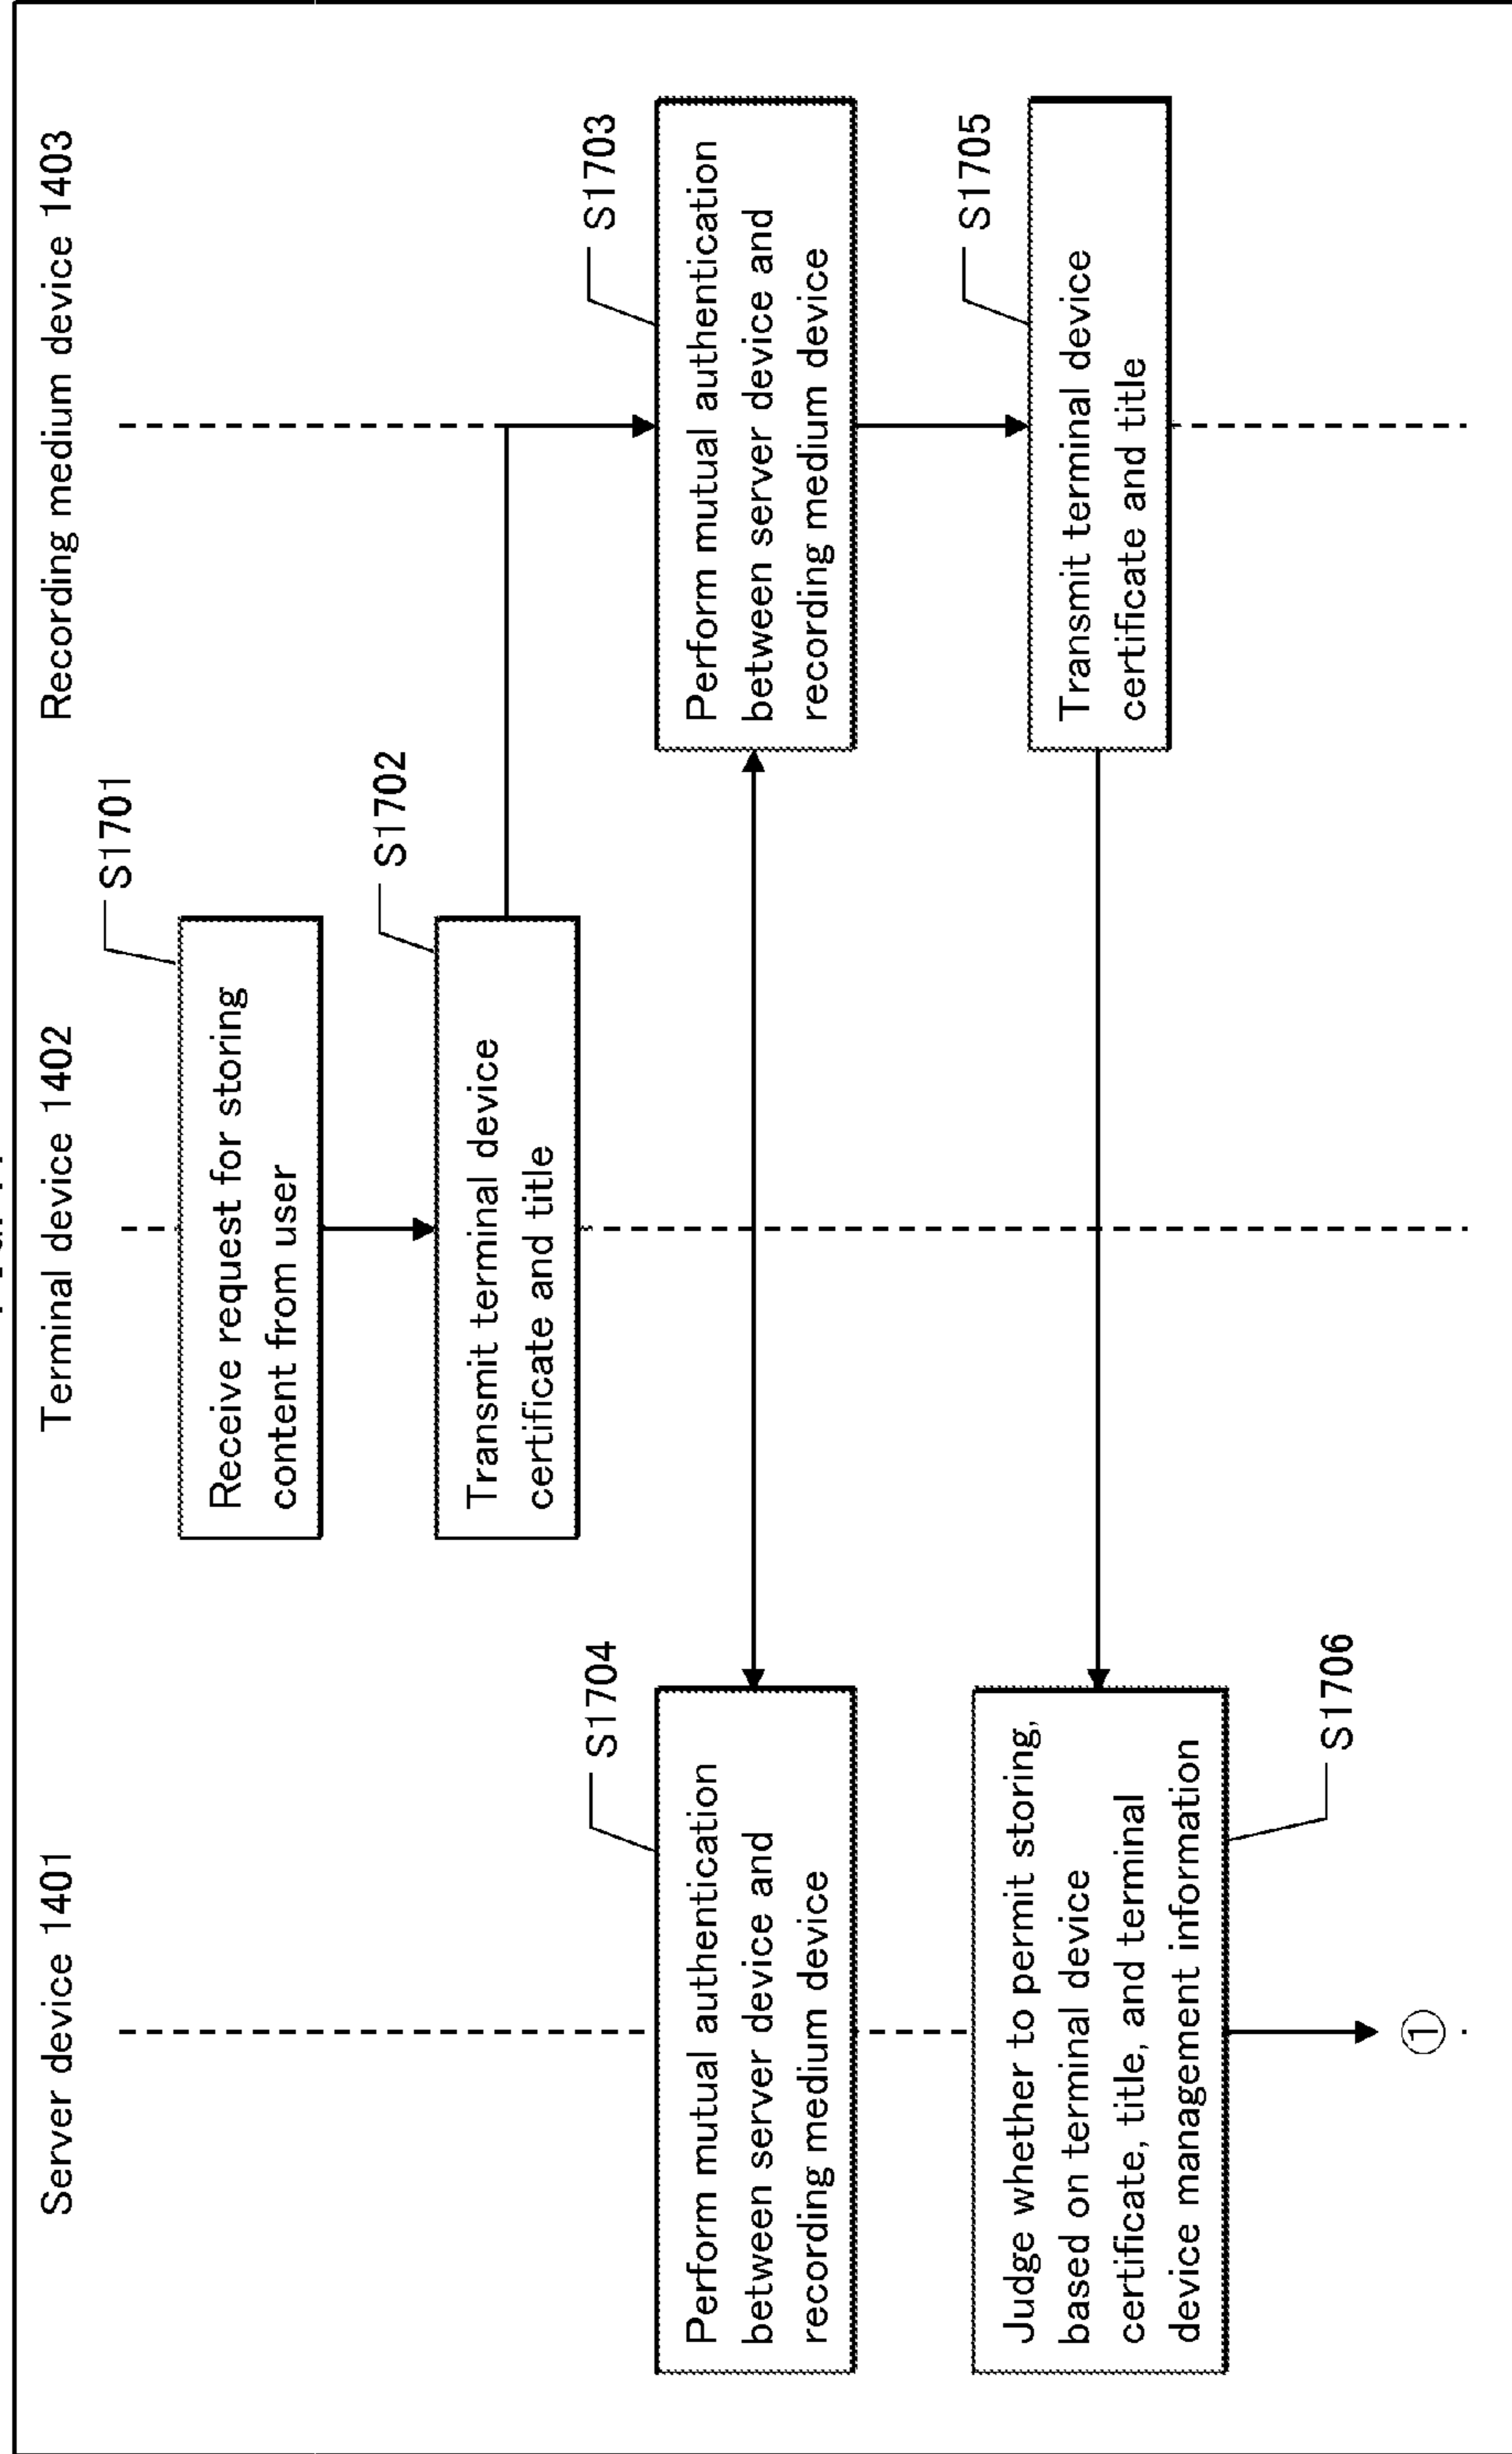 Server device 1401
Terminal device 1402
Recording medium device 1403
S1701
Receive request for storing
content from user
S1702
Transmit terminal device
certificate and title
S1704
Perform mutual authentication
between server device and
recording medium device
S1703
Perform mutual authentication
between server device and
recording medium device
S1705
Transmit terminal device
certificate and title
Judge whether to permit storing,
based on terminal device
certificate, title, and terminal
device management information
S1706
①